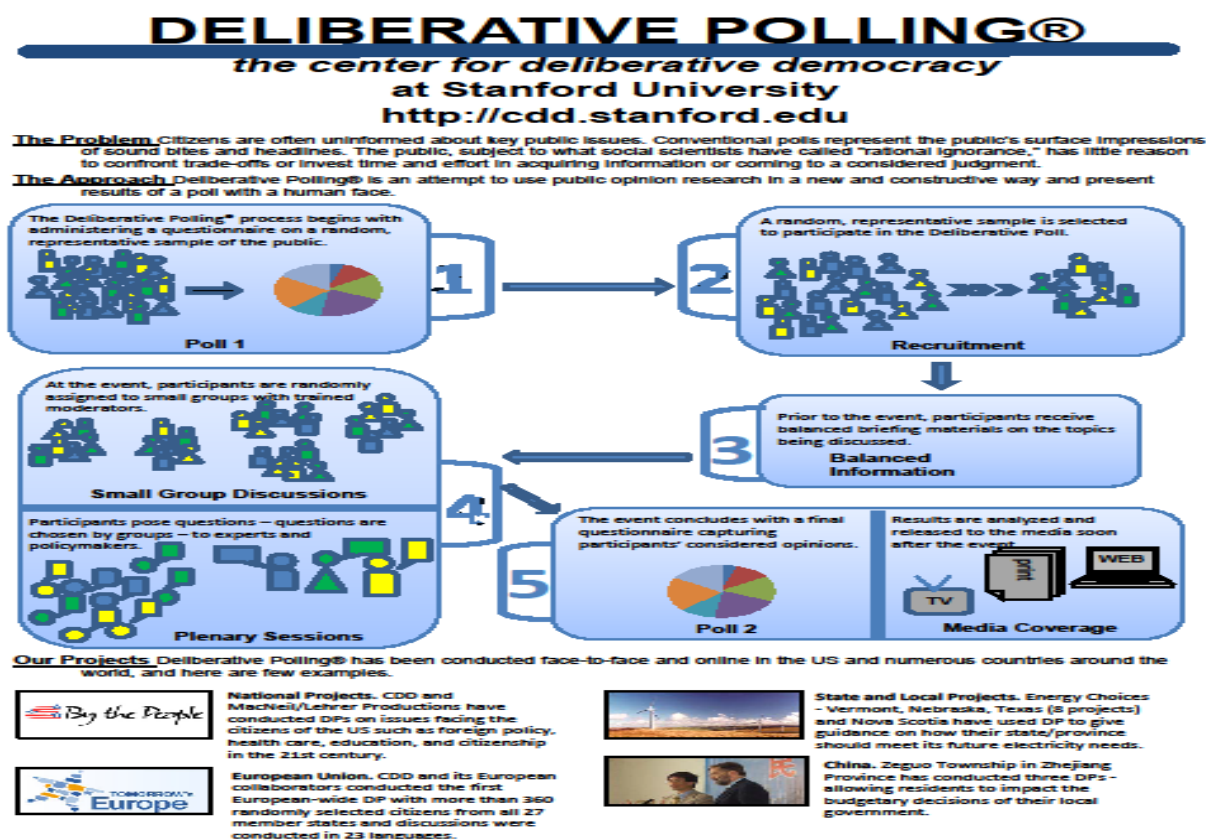 DELIBERATIVE POLLING®
the center for deliberative democracy
at Stanford University
http://cdd.stanford.edu
The Problem Citizens are often uninformed about key public issues. Conventional polls represent the public's surface impressions
of sound bites and headlines. The public, subject to what social scientists have called "rational ignorance," has little reason
to confront trade-offs or invest time and effort in acquiring information or coming to a considered judgment.
The Approach Deliberative Polling® is an attempt to use public opinion research in a new and constructive way and present
results of a poll with a human face.
The Deliberative Polling® process begins with
administering a questionnaire on a random,
representative sample of the public.
Poll 1
1
2
A random, representative sample is selected
to participate in the Deliberative Poll.
Recruitment
3
Prior to the event, participants receive
balanced briefing materials on the topics
being discussed.
Balanced
Information
At the event, participants are randomly
assigned to small groups with trained
moderators.
Small Group Discussions
4
Participants pose questions – questions are
chosen by groups – to experts and
policymakers.
Plenary Sessions
5
The event concludes with a final
questionnaire capturing
participants' considered opinions.
Poll 2
Results are analyzed and
released to the media soon
after the event
TV
print
WEB
Media Coverage
Our Projects Deliberative Polling® has been conducted face-to-face and online in the US and numerous countries around the
world, and here are few examples.
By the People
National Projects. CDD and
MacNeil/Lehrer Productions have
conducted DPs on issues facing the
citizens of the US such as foreign policy,
health care, education, and citizenship
in the 21st century.
TOMORROW'S
Europe
European Union. CDD and its European
collaborators conducted the first
European-wide DP with more than 360
randomly selected citizens from all 27
member states and discussions were
conducted in 23 languages.
State and Local Projects. Energy Choices
- Vermont, Nebraska, Texas (8 projects)
and Nova Scotia have used DP to give
guidance on how their state/province
should meet its future electricity needs.
民
China. Zeguo Township in Zhejiang
Province has conducted three DPs -
allowing residents to impact the
budgetary decisions of their local
government.